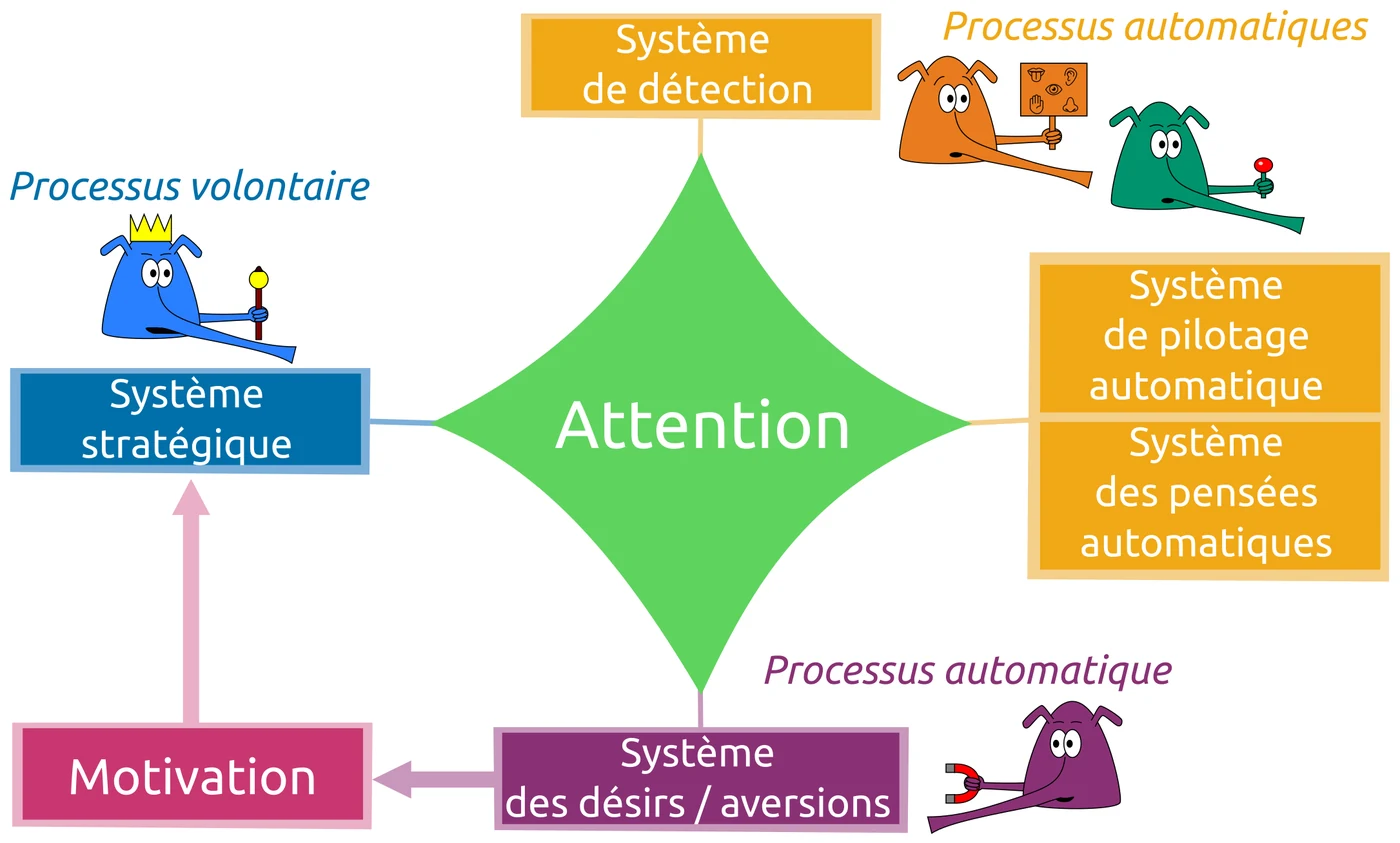 Processus automatiques
Système
de détection
Processus volontaire
Système
stratégique
Attention
Système
de pilotage
automatique
Système
des pensées
automatiques
Processus automatique
Motivation
Système
des désirs / aversions